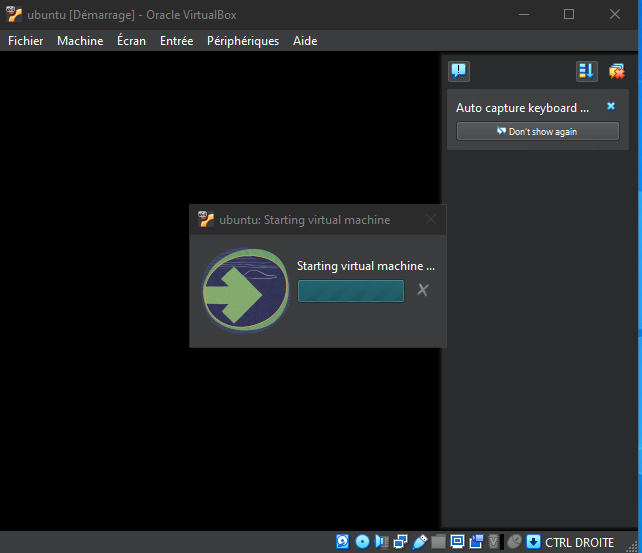 ubuntu [Démarrage] - Oracle VirtualBox
Fichier Machine Écran Entrée Périphériques Aide
Auto capture keyboard ...
Don't show again
ubuntu: Starting virtual machine
Starting virtual machine ...
CTRL DROITE